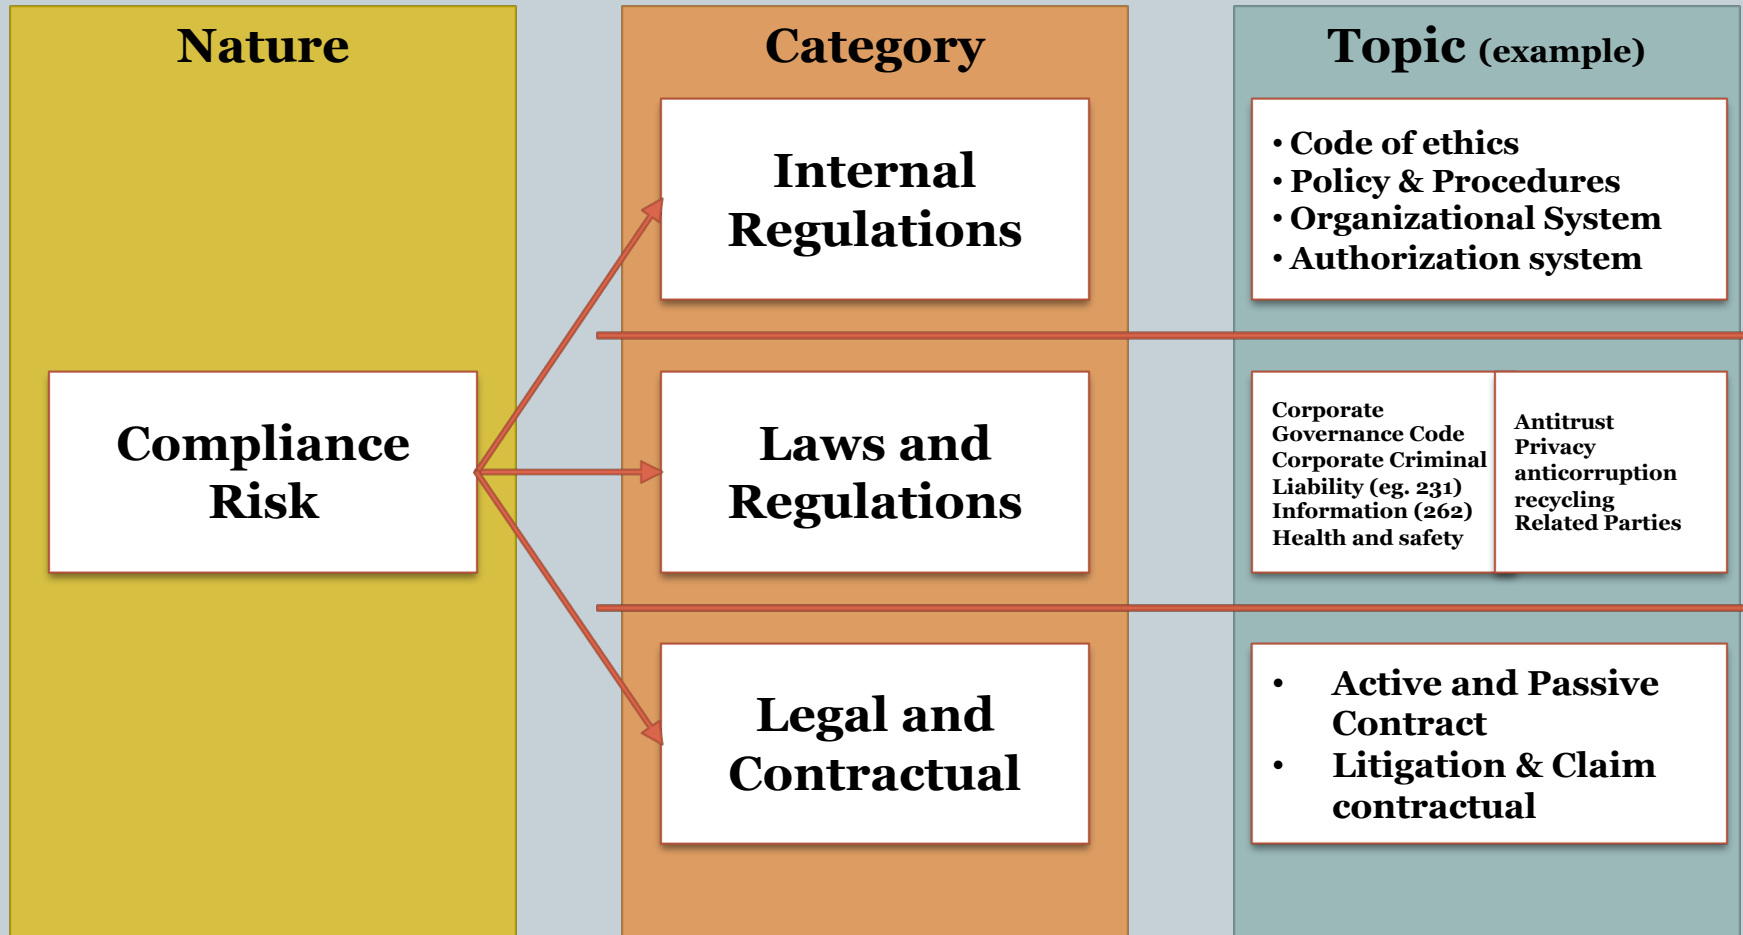 Nature
Category
Topic (example)
Compliance
Risk
Internal
Regulations
• Code of ethics
• Policy & Procedures
• Organizational System
• Authorization system
Laws and
Regulations
Corporate
Governance Code
Corporate Criminal
Liability (eg. 231)
Information (262)
Health and safety
Antitrust
Privacy
anticorruption
recycling
Related Parties
Legal and
Contractual
• Active and Passive
Contract
• Litigation & Claim
contractual